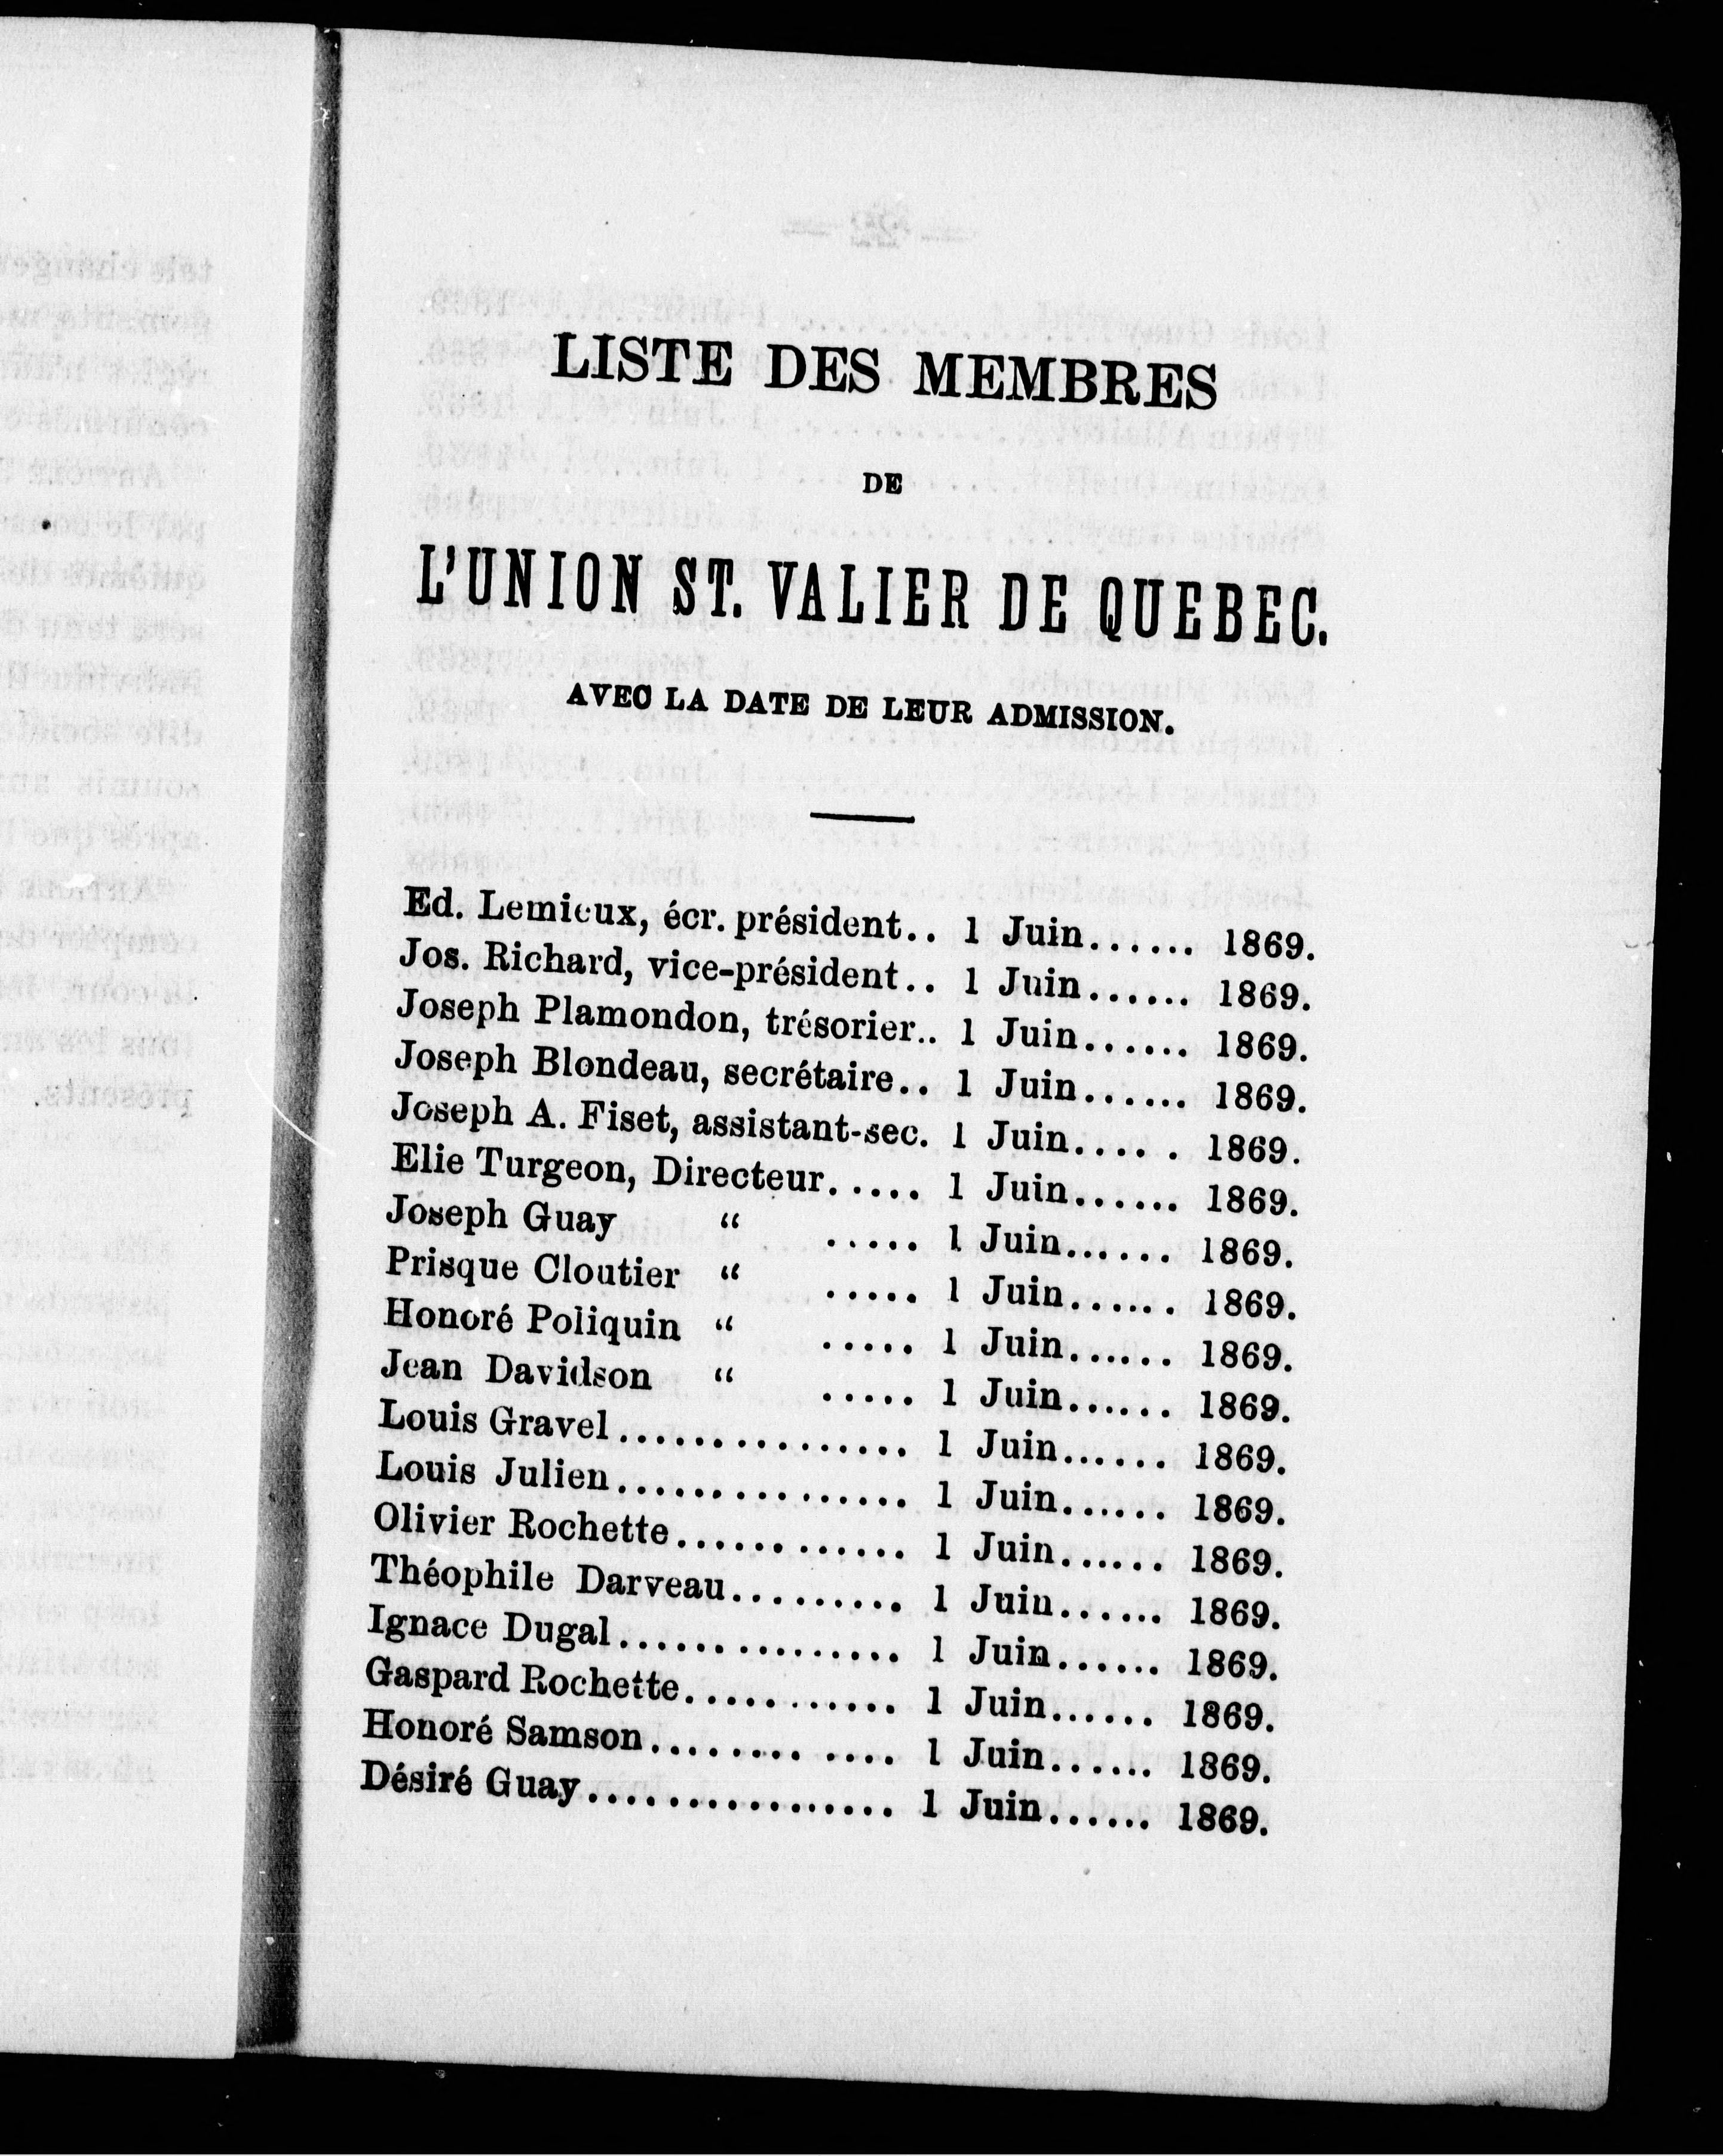 LISTE DES MEMBRES
DE
L'UNION ST. VALIER DE QUEBEC.
AVEC LA DATE DE LEUR ADMISSION.
Ed. Lemieux, écr. président.. 1 Juin...... 1869.
Jos. Richard, vice-président.. 1 Juin...... 1869.
Joseph Plamondon, trésorier.. 1 Juin...... 1869.
Joseph Blondeau, secrétaire.. 1 Juin...... 1869.
Joseph A. Fiset, assistant-sec. 1 Juin.... . 1869.
Elie Turgeon, Directeur..... 1 Juin...... 1869.
Joseph Guay “ ..... 1 Juin...... 1869.
Prisque Cloutier “ ..... 1 Juin...... 1869.
Honoré Poliquin “ ..... 1 Juin...... 1869.
Jean Davidson “ ..... 1 Juin...... 1869.
Louis Gravel............... 1 Juin...... 1869.
Louis Julien............... 1 Juin...... 1869.
Olivier Rochette............ 1 Juin...... 1869.
Théophile Darveau......... 1 Juin...... 1869.
Ignace Dugal............... 1 Juin...... 1869.
Gaspard Rochette........... 1 Juin...... 1869.
Honoré Samson........ .... 1 Juin...... 1869.
Désiré Guay................ 1 Juin...... 1869.